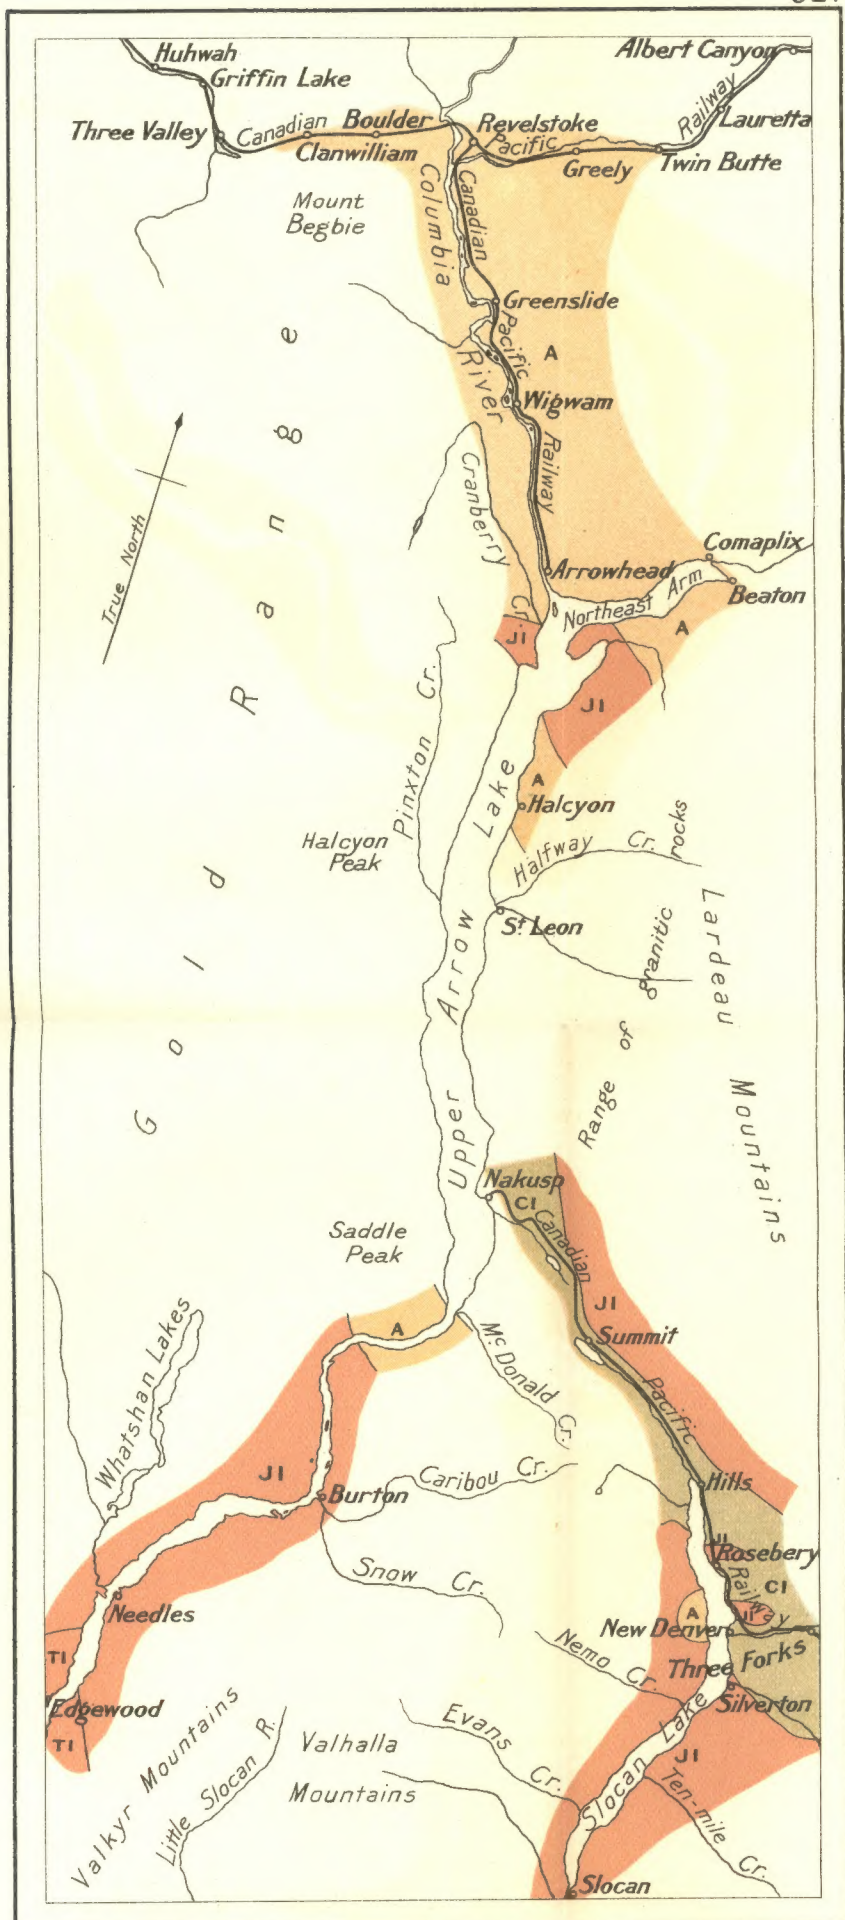 Huhwah
Griffin Lake
Albert Canyon
Three Valley
Canadian
Boulder
Clanwilliam
Revelstoke
Pacific
Greely
Railway
Lauretta
Twin Butte
Mount
Begbie
Columbia
River
Canadian
Pacific
Railway
Greenslide
A
Wigwam
Gold Range
True North
Cranberry Cr.
Arrowhead
Comaplix
Northeast Arm
Beaton
A
JI
JI
Pinxton Cr.
Upper Arrow Lake
A
Halcyon
Halcyon
Peak
Halfway Cr.
St. Leon
Range of granitic rocks
Lardeau Mountains
Nakusp
CI
Canadian
Pacific
Railway
Saddle
Peak
JI
Summit
A
McDonald Cr.
Whatshan Lakes
JI
Burton
Caribou Cr.
Snow Cr.
Hills
JI
Rosebery
CI
JI
A
New Denver
Three Forks
Silverton
Needles
TI
Edgewood
TI
Nemo Cr.
Evans Cr.
Slocan Lake
JI
Ten-mile Cr.
Valkyr Mountains
Little Slocan R.
Valhalla
Mountains
Slocan